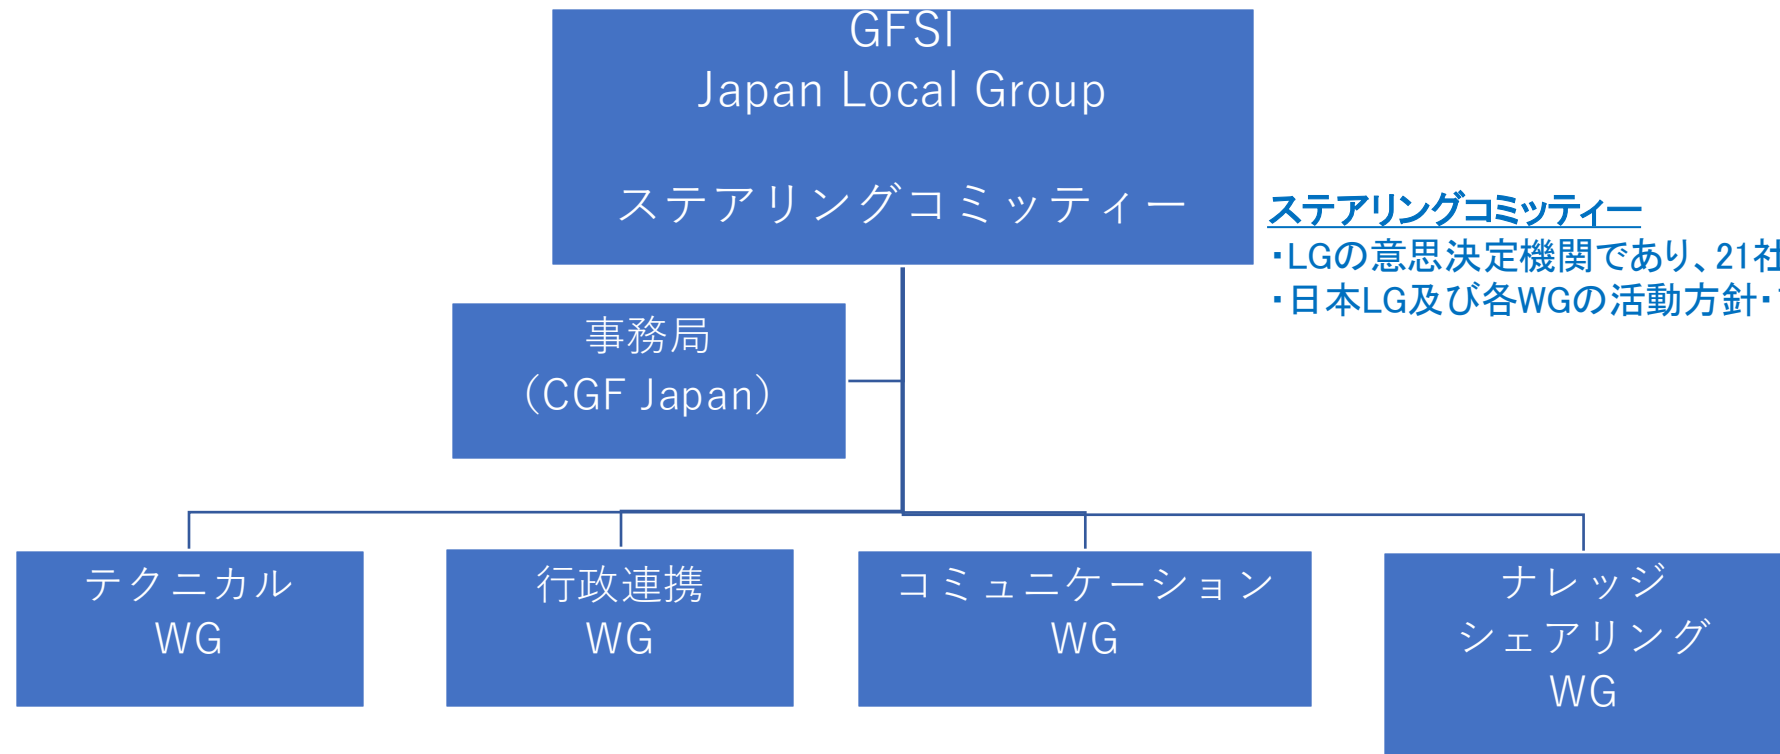 GFSI
Japan Local Group
ステアリングコミッティー
ステアリングコミッティー
・LGの意思決定機関であり、21社
・日本LG及び各WGの活動方針・
事務局
（CGF Japan）
テクニカル
WG
行政連携
WG
コミュニケーション
WG
ナレッジ
シェアリング
WG